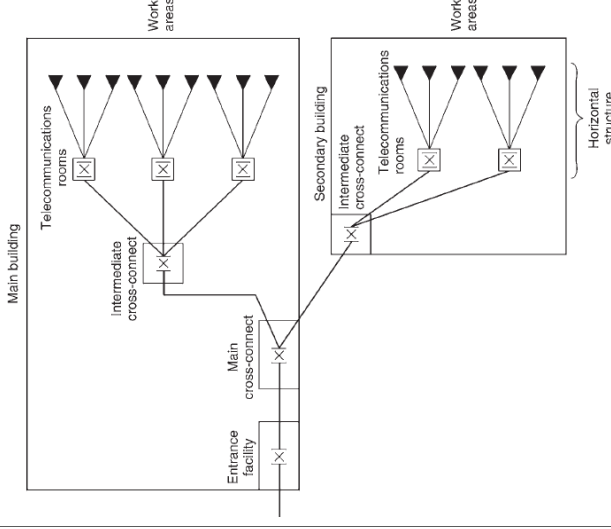 Work
areas
Work
areas
Main building
Telecommunications
rooms
Intermediate
cross-connect
Main
cross-connect
Entrance
facility
Secondary building
Intermediate
cross-connect
Telecommunications
rooms
Horizontal
structure